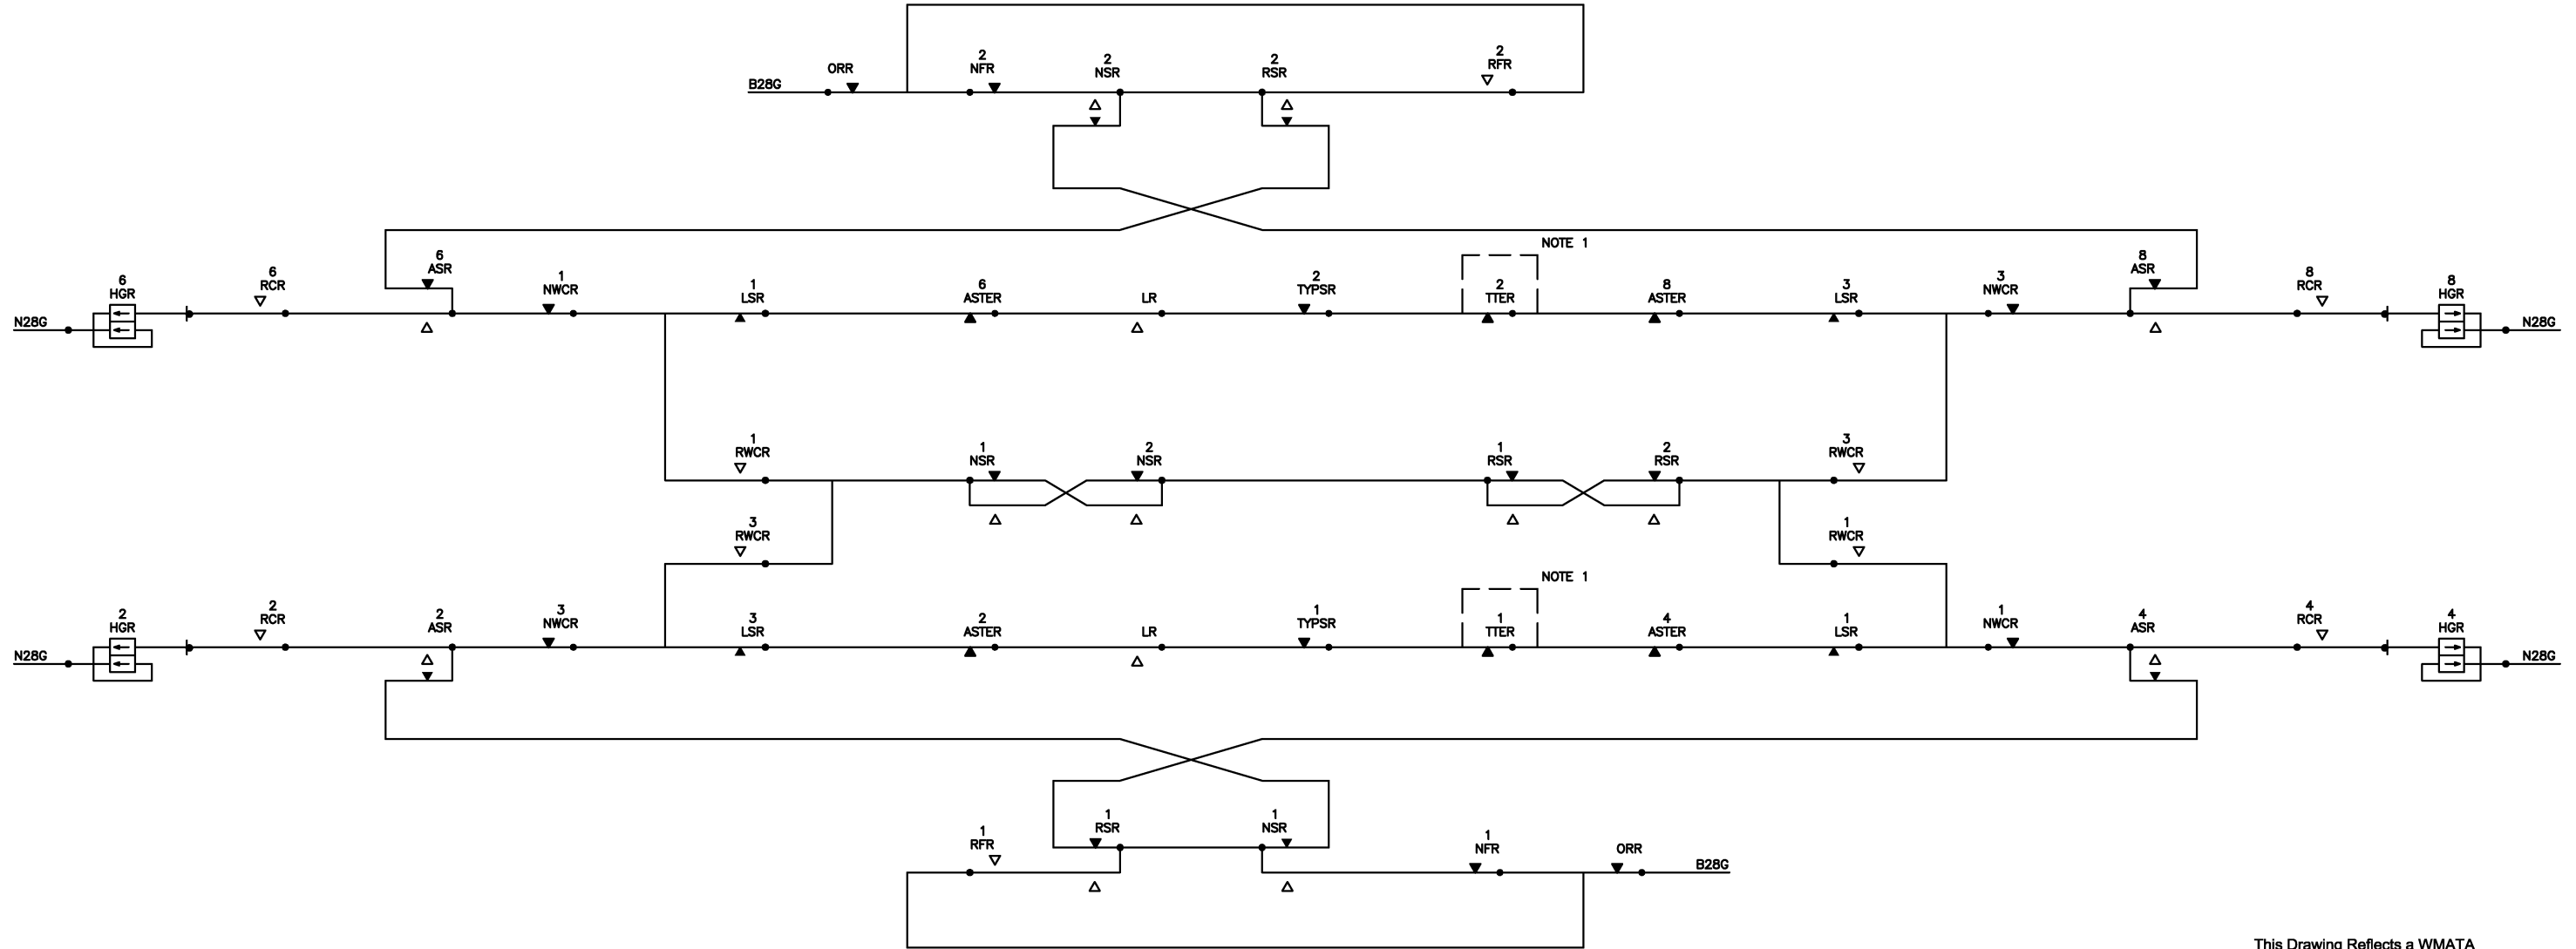 ORR
2
NFR
2
NSR
2
RSR
2
RFR
B28G
NOTE 1
6
HGR
6
RCR
6
ASR
1
NWCR
1
LSR
6
ASTER
LR
2
TYPSR
2
TTER
8
ASTER
3
LSR
3
NWCR
8
ASR
8
RCR
8
HGR
N28G
N28G
1
RWCR
1
NSR
2
NSR
1
RSR
2
RSR
3
RWCR
3
RWCR
1
RWCR
NOTE 1
2
HGR
2
RCR
2
ASR
3
NWCR
3
LSR
2
ASTER
LR
1
TYPSR
1
TTER
4
ASTER
1
LSR
1
NWCR
4
ASR
4
RCR
4
HGR
N28G
N28G
1
RFR
1
RSR
1
NSR
1
NFR
ORR
B28G
This Drawing Reflects a WMATA